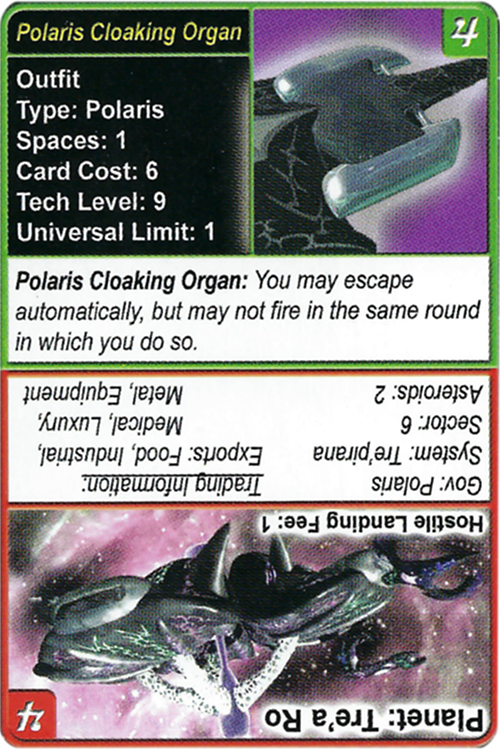 Polaris Cloaking Organ
Outfit
Type: Polaris
Spaces: 1
Card Cost: 6
Tech Level: 9
Universal Limit: 1
Polaris Cloaking Organ: You may escape
automatically, but may not fire in the same round
in which you do so.
Planet: Tre'a Ro
Hostile Landing Fee: 1
Gov: Polaris
System: Tre'pirana
Sector: 6
Asteroids: 2
Trading Information:
Exports: Food, Industrial,
Medical, Luxury,
Metal, Equipment